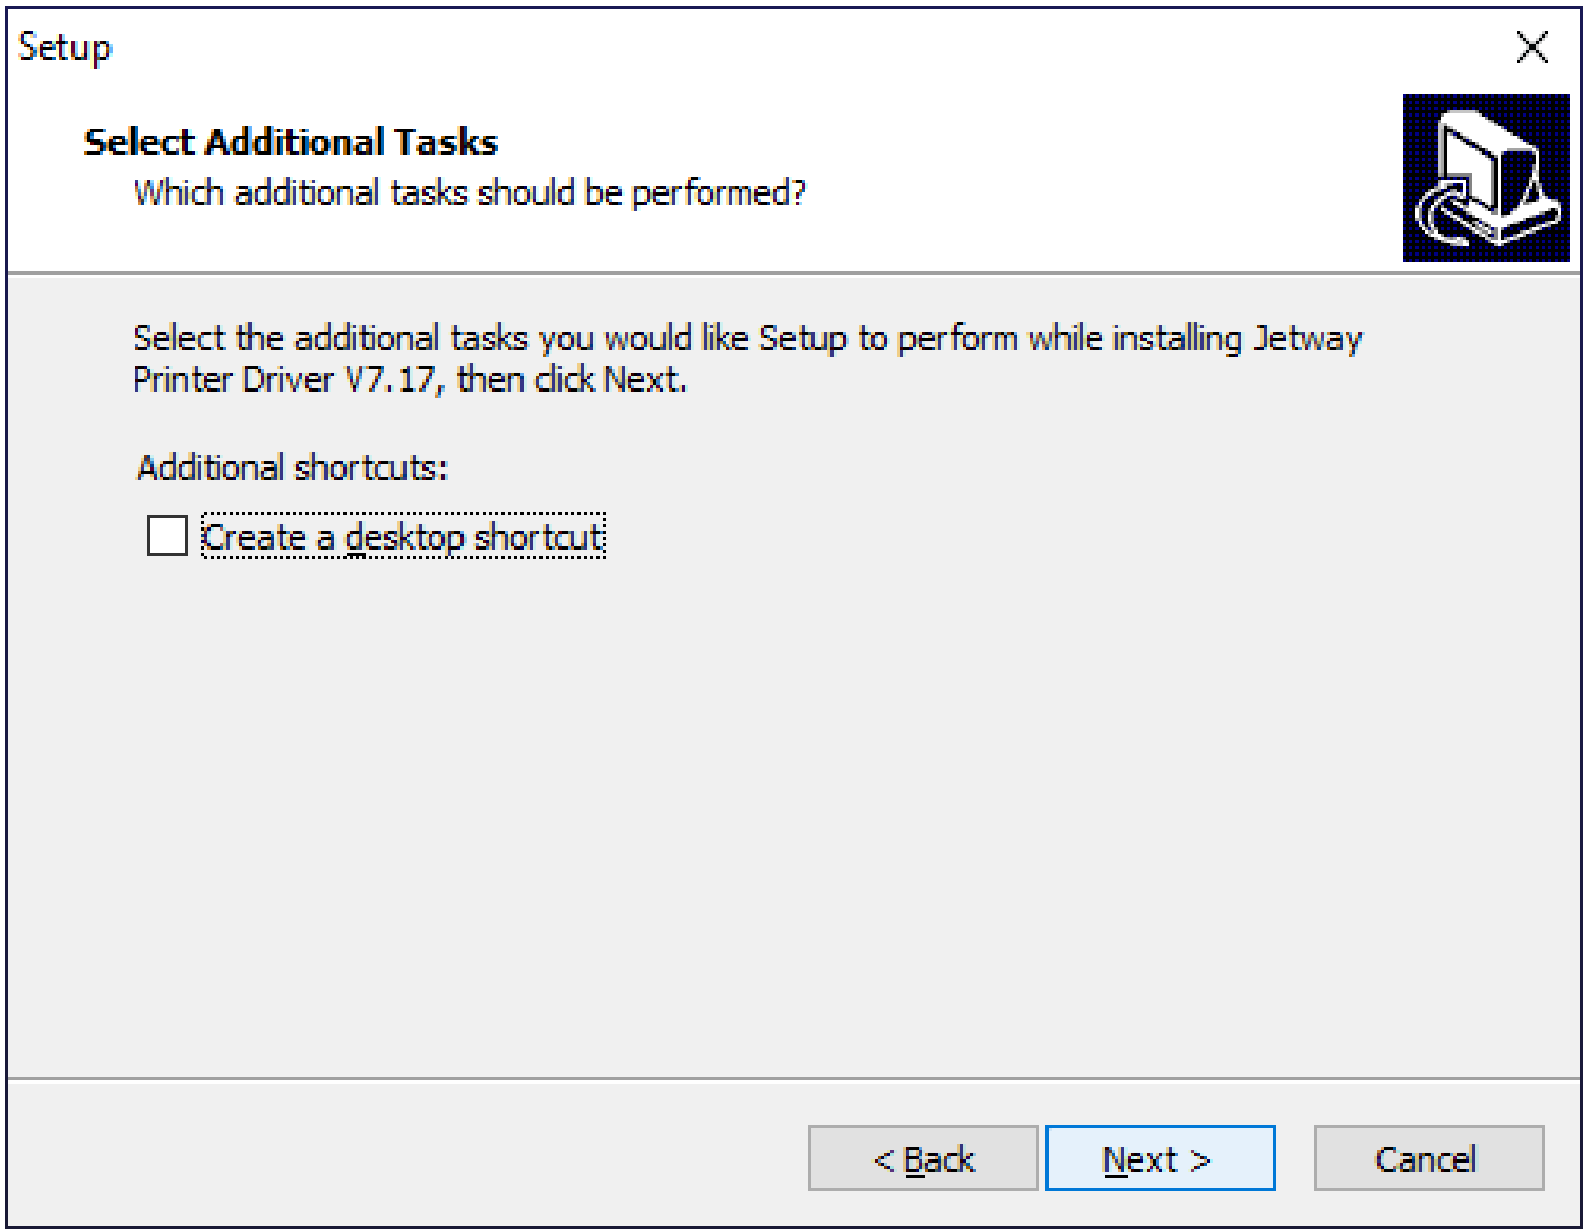 Setup
Select Additional Tasks
Which additional tasks should be performed?
Select the additional tasks you would like Setup to perform while installing Jetway
Printer Driver V7.17, then click Next.
Additional shortcuts:
Create a desktop shortcut
< Back Next > Cancel